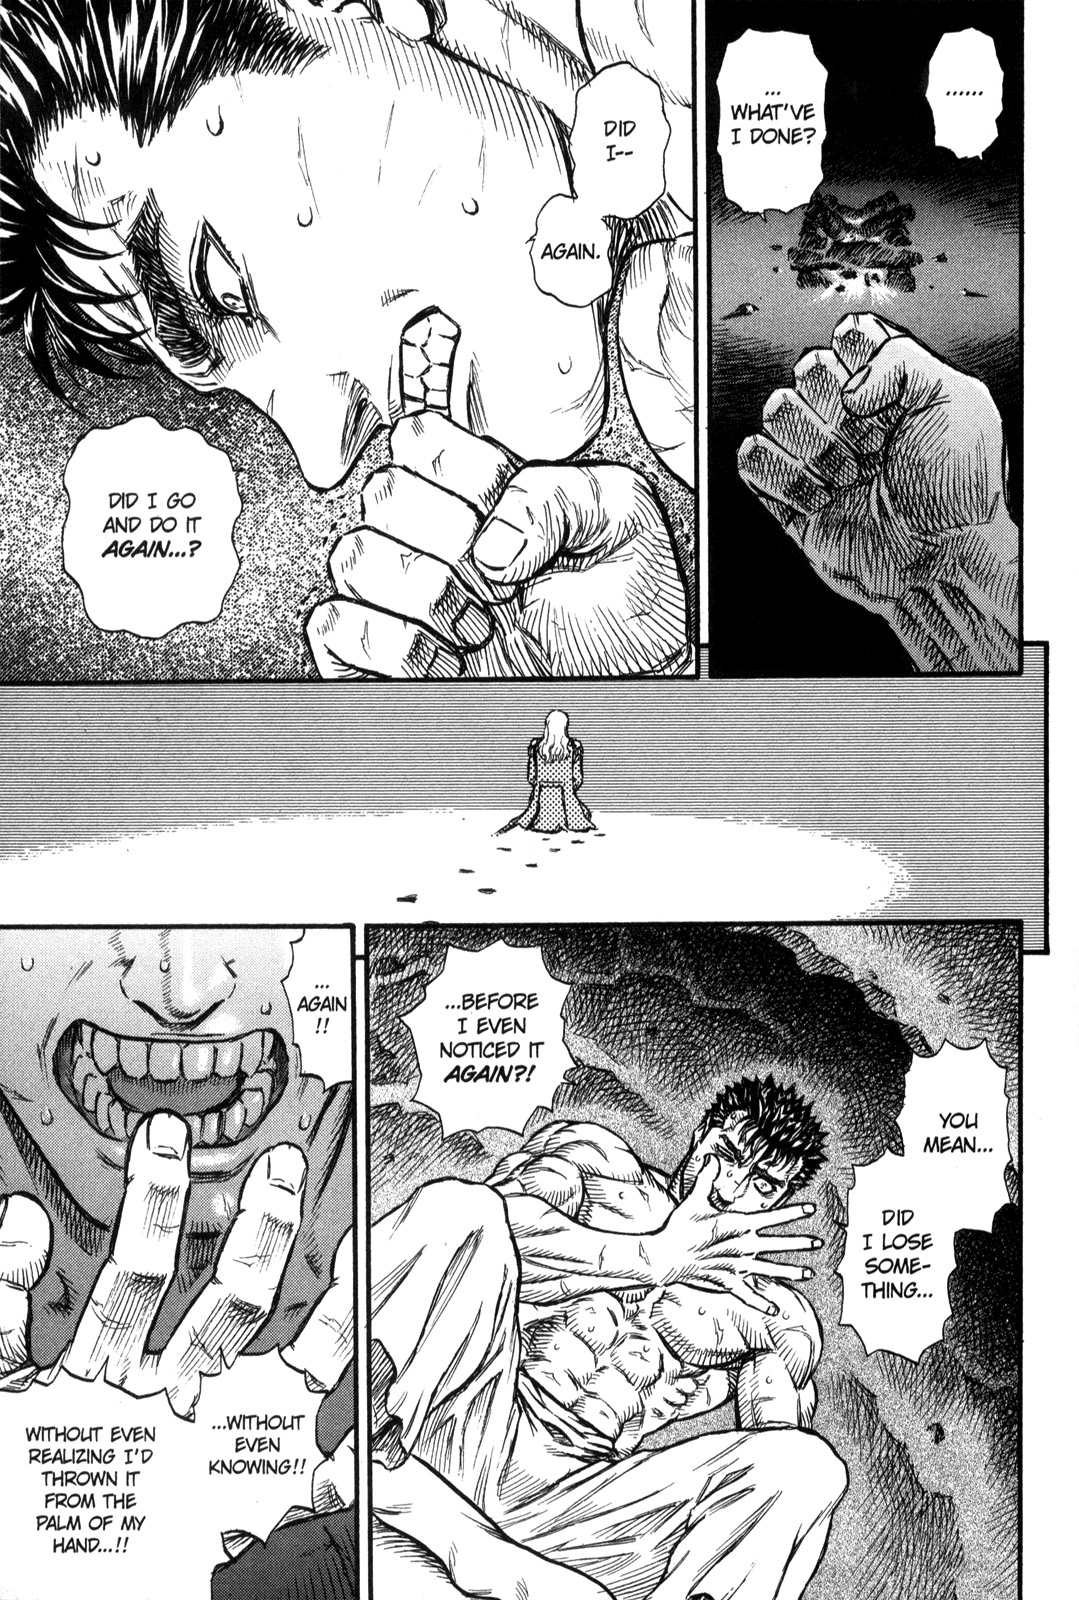 ......
...
WHAT'VE
I DONE?
DID
I--
AGAIN.
DID I GO
AND DO IT
AGAIN...?
YOU
MEAN...
DID
I LOSE
SOME-
THING...
...BEFORE
I EVEN
NOTICED IT
AGAIN?!
...
AGAIN
!!
...WITHOUT
EVEN
KNOWING!!
WITHOUT EVEN
REALIZING I'D
THROWN IT
FROM THE
PALM OF MY
HAND...!!